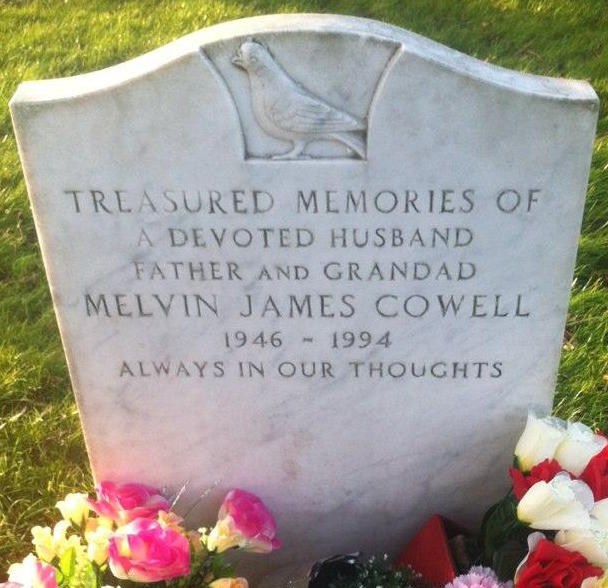 TREASURED MEMORIES OF
A DEVOTED HUSBAND
FATHER AND GRANDAD
MELVIN JAMES COWELL
1946 - 1994
ALWAYS IN OUR THOUGHTS